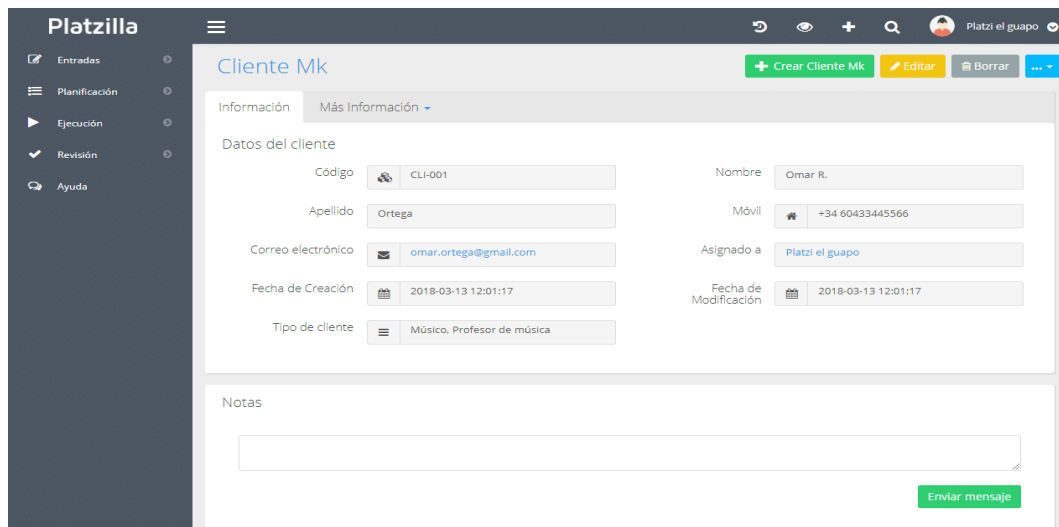 Platzilla
Platzi el guapo
Entradas
Planificación
Ejecución
Revisión
Ayuda
Cliente Mk
Crear Cliente Mk
Editar
Borrar
...
Información
Más Información
Datos del cliente
Código
CLI-001
Nombre
Omar R.
Apellido
Ortega
Móvil
+34 60433445566
Correo electrónico
omar.ortega@gmail.com
Asignado a
Platzi el guapo
Fecha de Creación
2018-03-13 12:01:17
Fecha de
Modificación
2018-03-13 12:01:17
Tipo de cliente
Músico, Profesor de música
Notas
Enviar mensaje